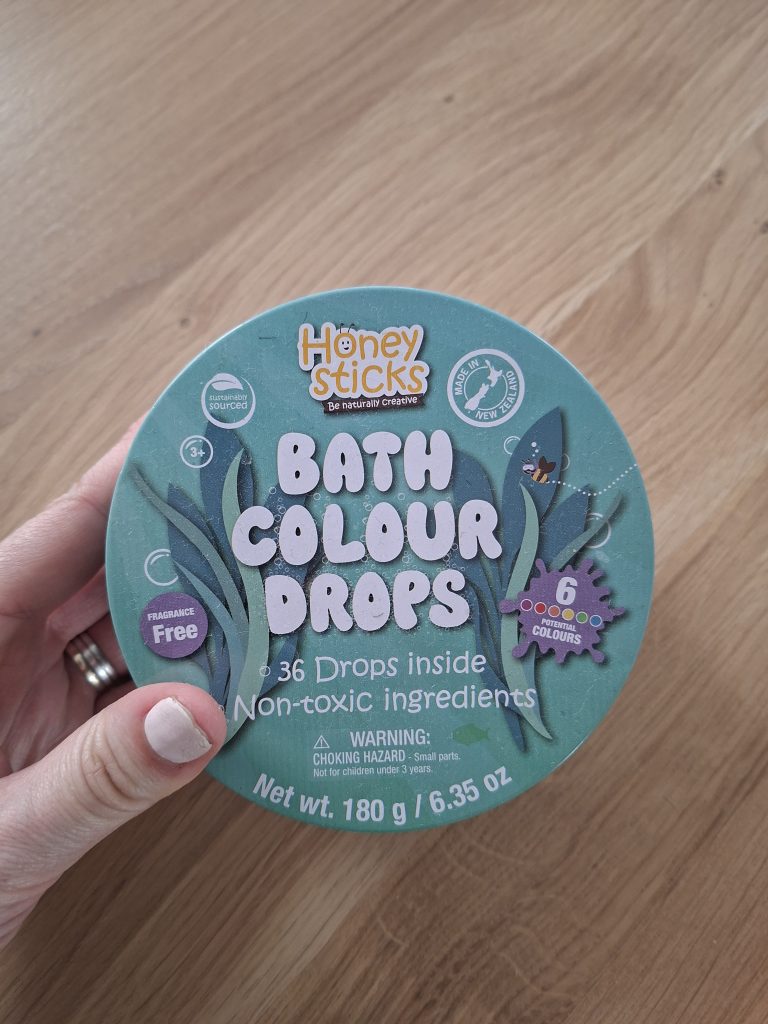 Honey
sticks
Be naturally creative
MADE IN
NEW ZEALAND
sustainably
sourced
3+
BATH
COLOUR
DROPS
FRAGRANCE
Free
6
POTENTIAL
COLOURS
36 Drops inside
Non-toxic ingredients
WARNING:
CHOKING HAZARD - Small parts.
Not for children under 3 years.
Net wt. 180 g / 6.35 oz